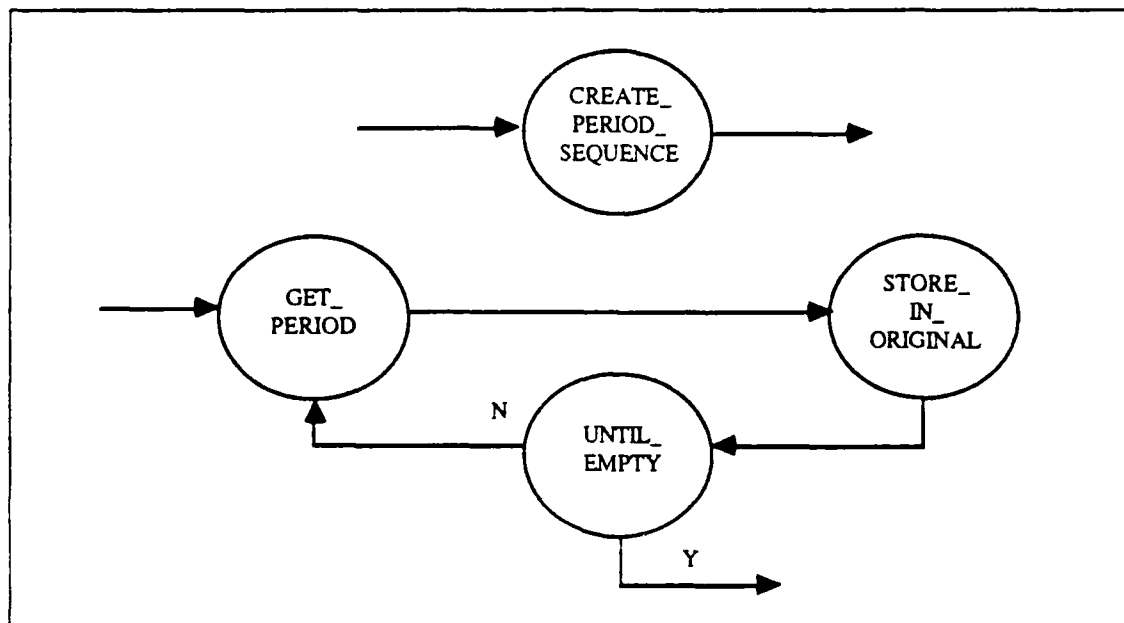 CREATE_
PERIOD_
SEQUENCE
GET_
PERIOD
STORE_
IN_
ORIGINAL
N
UNTIL_
EMPTY
Y